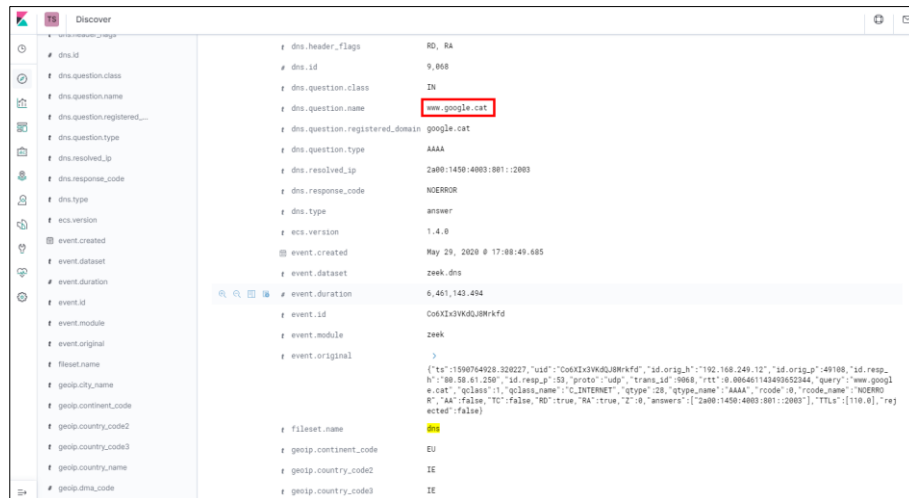 TS Discover
dns.header_flags
# dns.id
t dns.question.class
t dns.question.name
t dns.question.registered_...
t dns.question.type
t dns.resolved_ip
t dns.response_code
t dns.type
t ecs.version
event.created
t event.dataset
# event.duration
t event.id
t event.module
t event.original
t fileset.name
t geoip.city_name
t geoip.continent_code
t geoip.country_code2
t geoip.country_code3
t geoip.country_name
# geoip.dma_code
t dns.header_flags RD, RA
# dns.id 9,068
t dns.question.class IN
t dns.question.name www.google.cat
t dns.question.registered_domain google.cat
t dns.question.type AAAA
t dns.resolved_ip 2a00:1450:4003:801::2003
t dns.response_code NOERROR
t dns.type answer
t ecs.version 1.4.0
event.created May 29, 2020 @ 17:08:49.685
t event.dataset zeek.dns
# event.duration 6,461,143.494
t event.id Co6XIx3VKdQJ8Mrkfd
t event.module zeek
t event.original
{"ts":1590764928.320227,"uid":"Co6XIx3VKdQJ8Mrkfd","id.orig_h":"192.168.249.12","id.orig_p":49108,"id.resp_
h":"80.58.61.250","id.resp_p":53,"proto":"udp","trans_id":9068,"rtt":0.006461143493652344,"query":"www.googl
e.cat","qclass":1,"qclass_name":"C_INTERNET","qtype":28,"qtype_name":"AAAA","rcode":0,"rcode_name":"NOERRO
R","AA":false,"TC":false,"RD":true,"RA":true,"Z":0,"answers":["2a00:1450:4003:801::2003"],"TTLs":[110.0],"rej
ected":false}
t fileset.name dns
t geoip.continent_code EU
t geoip.country_code2 IE
t geoip.country_code3 IE